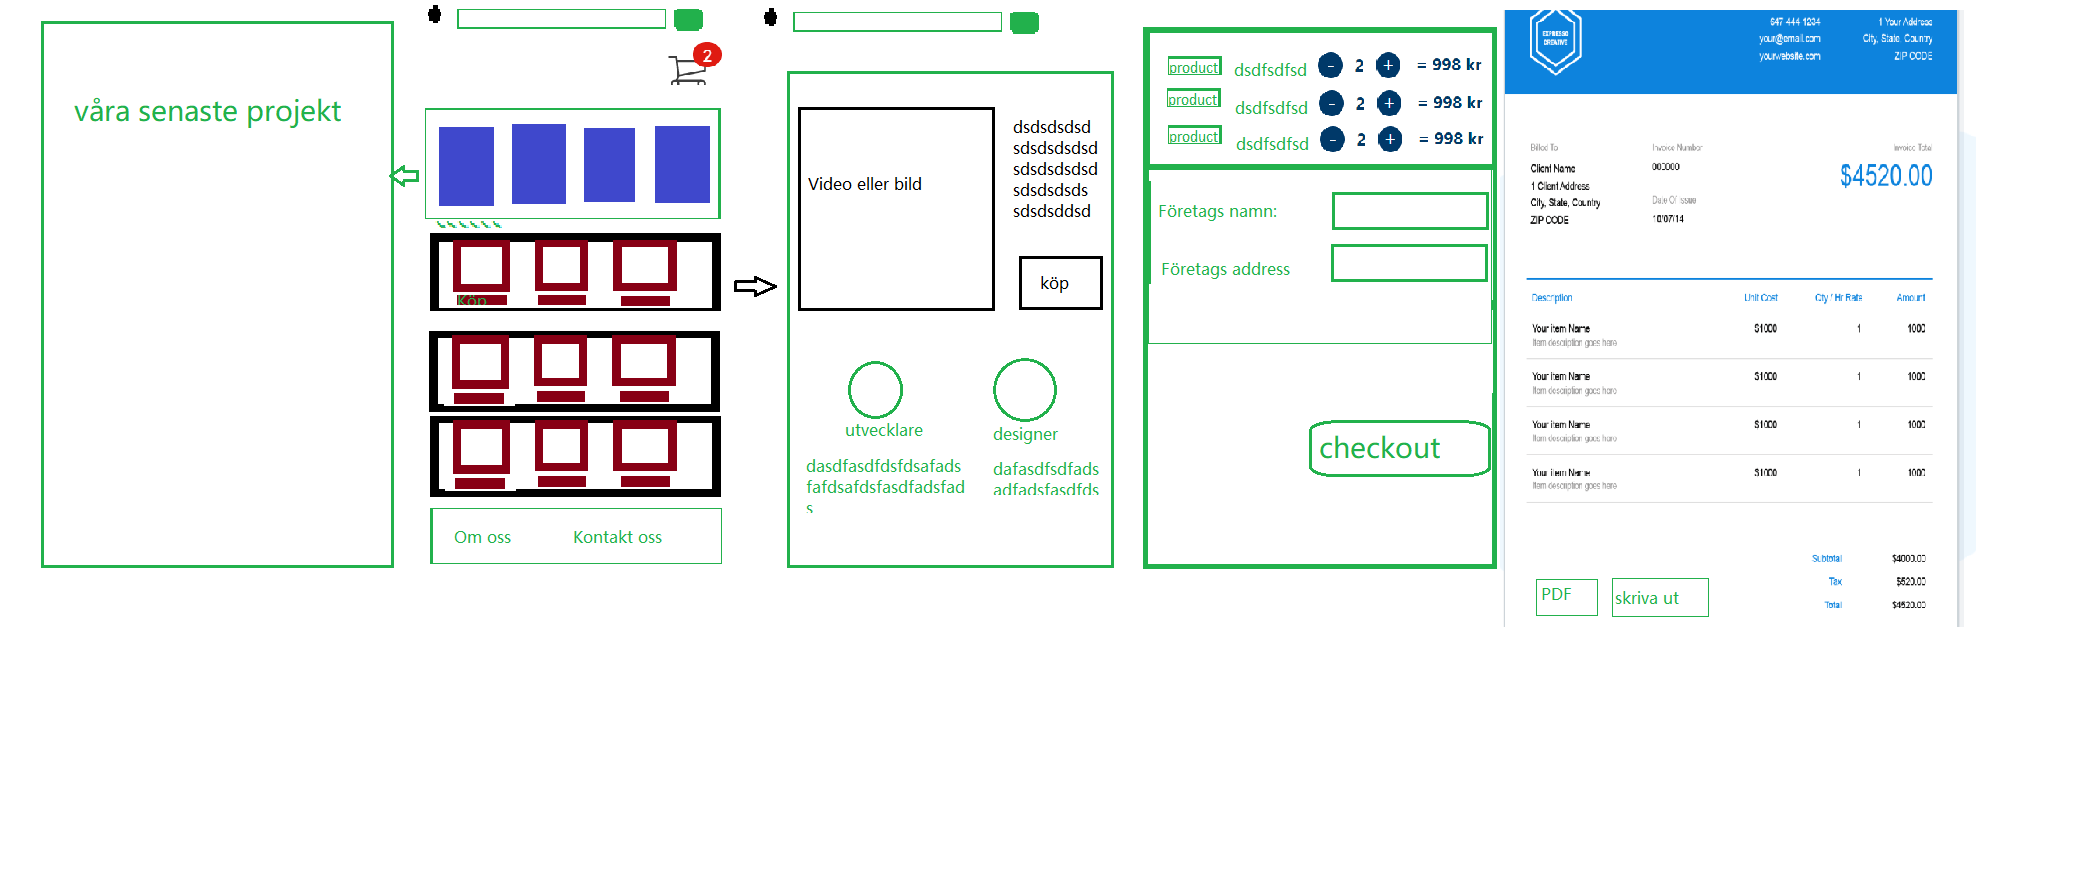 våra senaste projekt
2
Köp
Om oss
Kontakt oss
Video eller bild
dsdsdsdsd
sdsdsdsdsd
sdsdsdsdsd
sdsdsdsds
sdsdsddsd
köp
utvecklare
dasdfasdfdsfdsafads
fafdsafdsfasdfadsfad
s
designer
dafasdfsdfads
adfadsfasdfds
product dsdfsdfsd - 2 + = 998 kr
product dsdfsdfsd - 2 + = 998 kr
product dsdfsdfsd - 2 + = 998 kr
Företags namn:
Företags address
checkout
EXPRESSO
CREATIVE
647 444 1234
your@email.com
yourwebsite.com
1 Your Address
City, State, Country
ZIP CODE
Billed To
Client Name
1 Client Address
City, State, Country
ZIP CODE
Invoice Number
000000
Date Of Issue
10/07/14
Invoice Total
$4520.00
Description Unit Cost Qty / Hr Rate Amount
Your item Name $1000 1 1000
Item description goes here
Your item Name $1000 1 1000
Item description goes here
Your item Name $1000 1 1000
Item description goes here
Your item Name $1000 1 1000
Item description goes here
Subtotal $4000.00
Tax $520.00
Total $4520.00
PDF
skriva ut